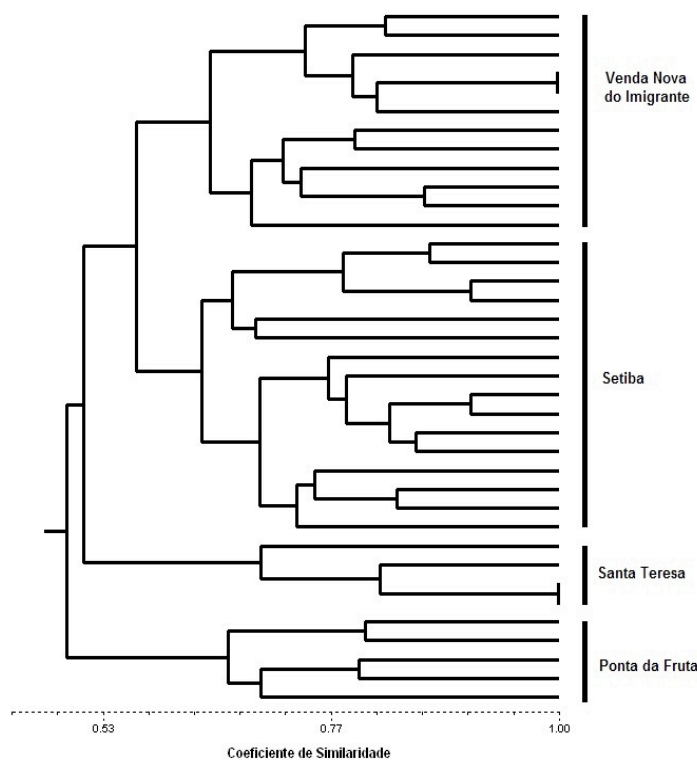 Venda Nova
do Imigrante
Setiba
Santa Teresa
Ponta da Fruta
0.53 0.77 1.00
Coeficiente de Similaridade